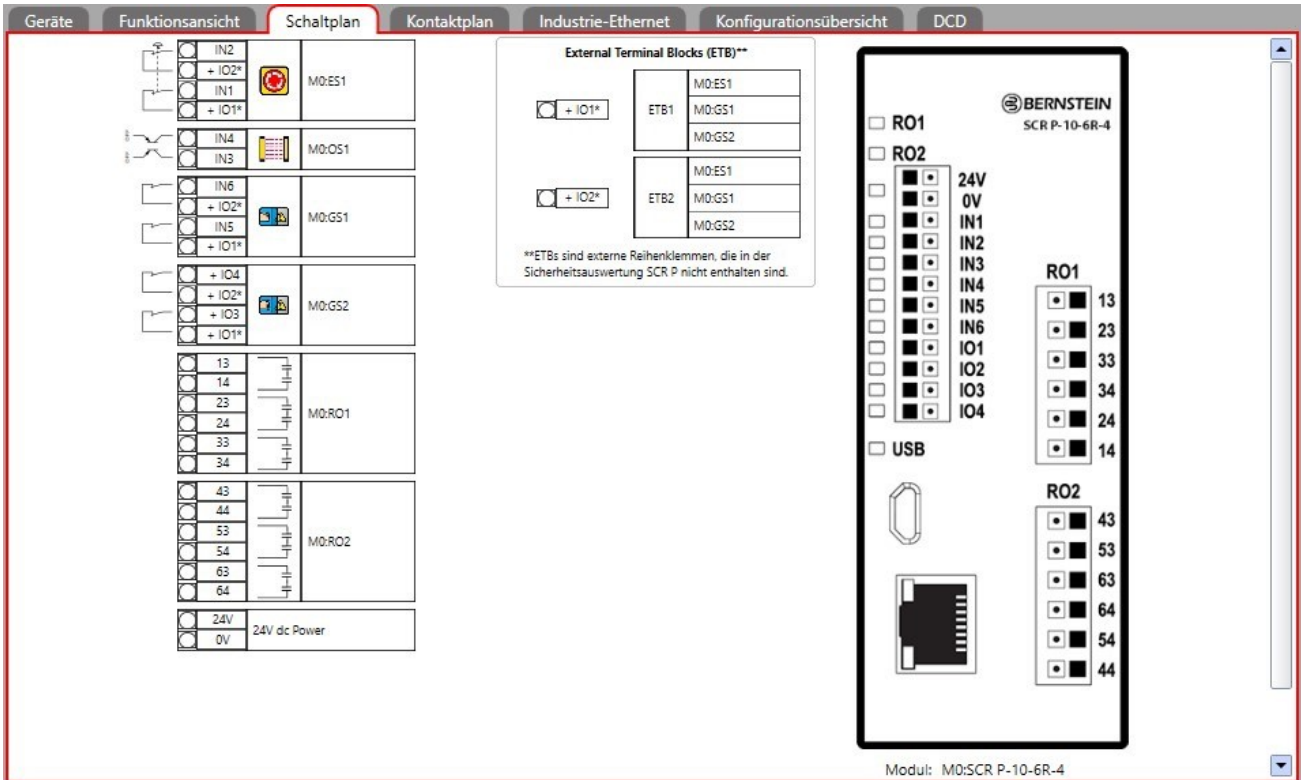 Geräte Funktionsansicht Schaltplan Kontaktplan Industrie-Ethernet Konfigurationsübersicht DCD
IN2
+ IO2*
IN1
+ IO1*
M0:ES1
IN4
IN3
M0:OS1
IN6
+ IO2*
IN5
+ IO1*
M0:GS1
+ IO4
+ IO2*
+ IO3
+ IO1*
M0:GS2
13
14
23
24
33
34
M0:RO1
43
44
53
54
63
64
M0:RO2
24V
0V
24V dc Power
External Terminal Blocks (ETB)**
+ IO1*
ETB1
M0:ES1
M0:GS1
M0:GS2
+ IO2*
ETB2
M0:ES1
M0:GS1
M0:GS2
**ETBs sind externe Reihenklemmen, die in der
Sicherheitsauswertung SCR P nicht enthalten sind.
BERNSTEIN
SCR P-10-6R-4
RO1
RO2
24V
0V
IN1
IN2
IN3
IN4
IN5
IN6
IO1
IO2
IO3
IO4
USB
RO1
13
23
33
34
24
14
RO2
43
53
63
64
54
44
Modul: M0:SCR P-10-6R-4